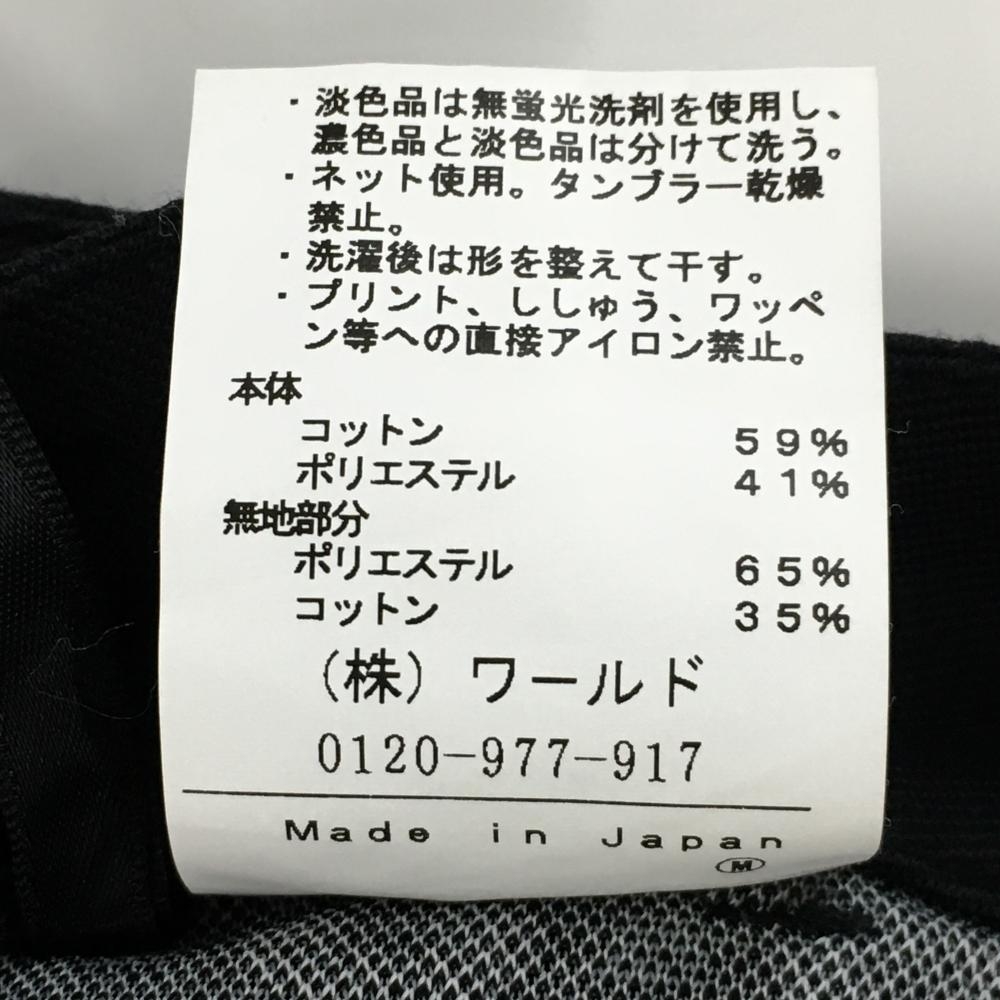 ・淡色品は無蛍光洗剤を使用し、
濃色品と淡色品は分けて洗う。
・ネット使用。タンブラー乾燥
禁止。
・洗濯後は形を整えて干す。
・プリント、ししゅう、ワッペ
ン等への直接アイロン禁止。
本体
コットン 59%
ポリエステル 41%
無地部分
ポリエステル 65%
コットン 35%
(株) ワールド
0120-977-917
Made in Japan
M